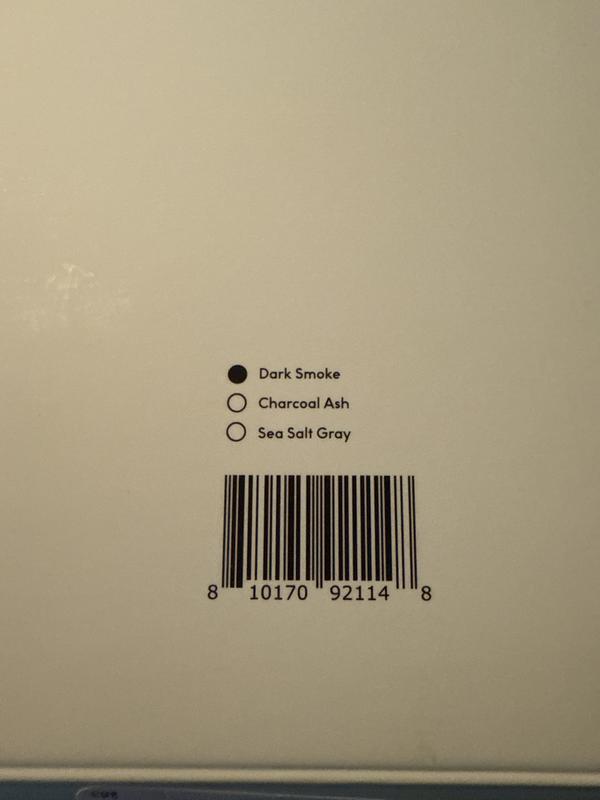 Dark Smoke
Charcoal Ash
Sea Salt Gray
8 10170 92114 8